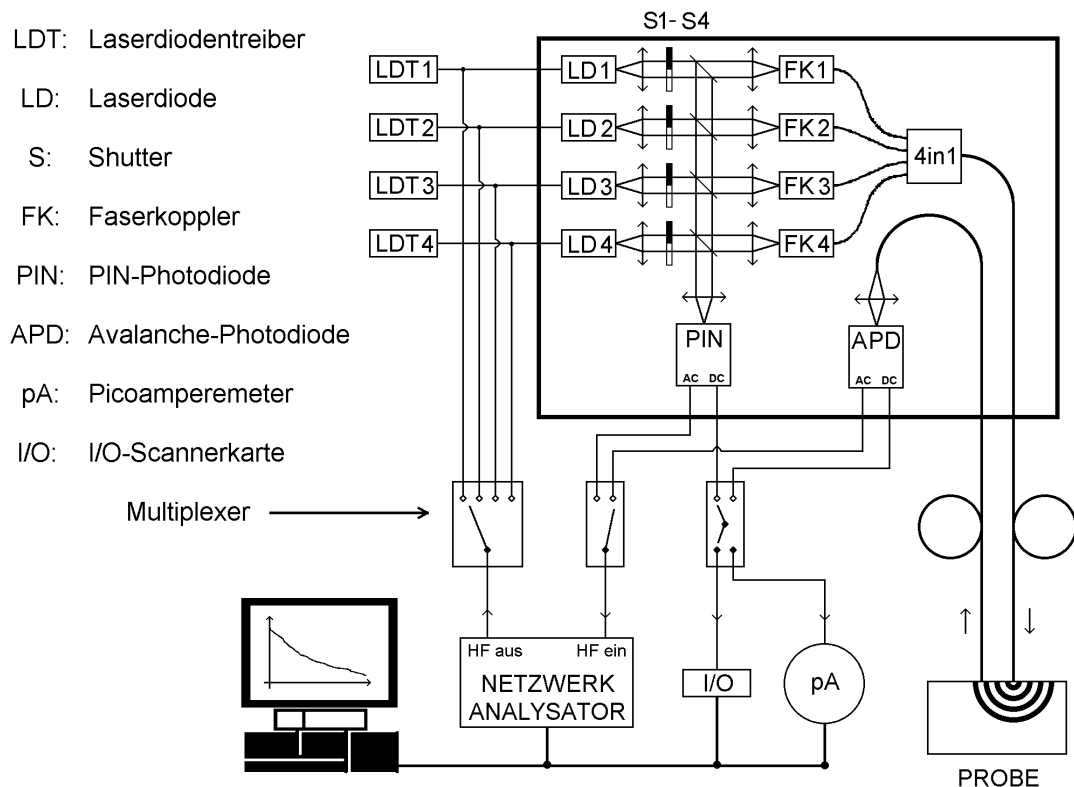 S1- S4
LDT: Laserdiodentreiber
LD: Laserdiode
S: Shutter
FK: Faserkoppler
PIN: PIN-Photodiode
APD: Avalanche-Photodiode
pA: Picoamperemeter
I/O: I/O-Scannerkarte
Multiplexer
LDT1 LD1 FK1
LDT2 LD2 FK2
LDT3 LD3 FK3
LDT4 LD4 FK4
4in1
PIN
AC DC
APD
AC DC
HF aus HF ein
NETZWERK
ANALYSATOR
I/O
pA
PROBE